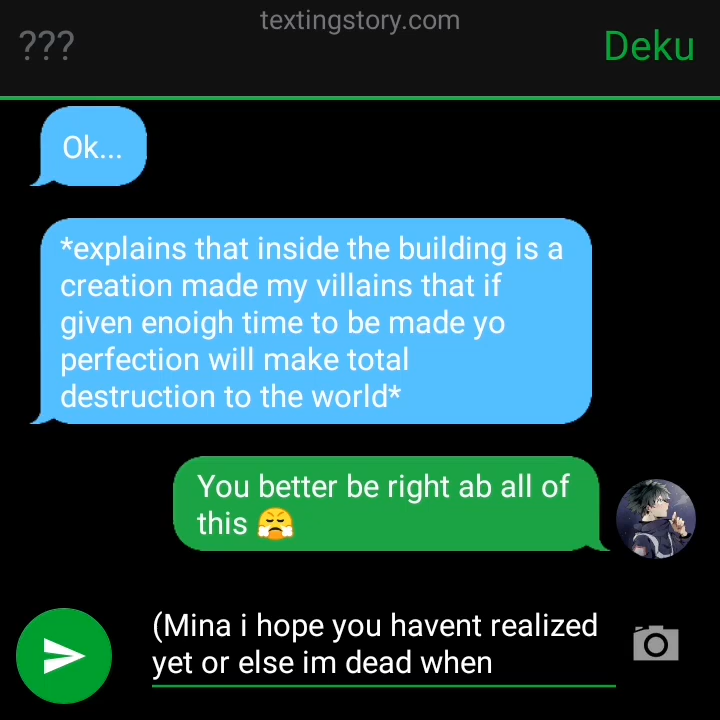 textingstory.com
???
Deku
Ok...
*explains that inside the building is a
creation made my villains that if
given enoigh time to be made yo
perfection will make total
destruction to the world*
You better be right ab all of
this 😤
(Mina i hope you havent realized
yet or else im dead when